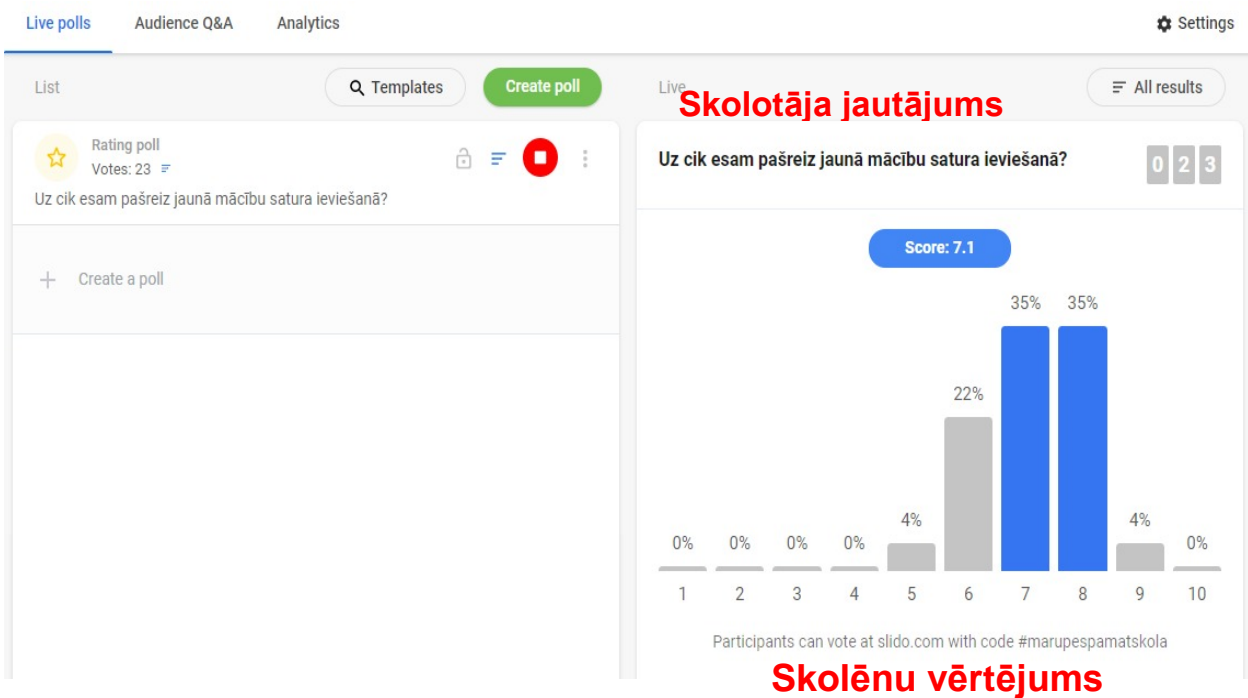 Live polls Audience Q&A Analytics Settings
List Templates Create poll
Rating poll
Votes: 23
Uz cik esam pašreiz jaunā mācību satura ieviešanā?
Create a poll
Live All results
Skolotāja jautājums
Uz cik esam pašreiz jaunā mācību satura ieviešanā? 0 2 3
Score: 7.1
35% 35%
22%
4% 4%
0% 0% 0% 0% 0%
1 2 3 4 5 6 7 8 9 10
Participants can vote at slido.com with code #marupespamatskola
Skolēnu vērtējums